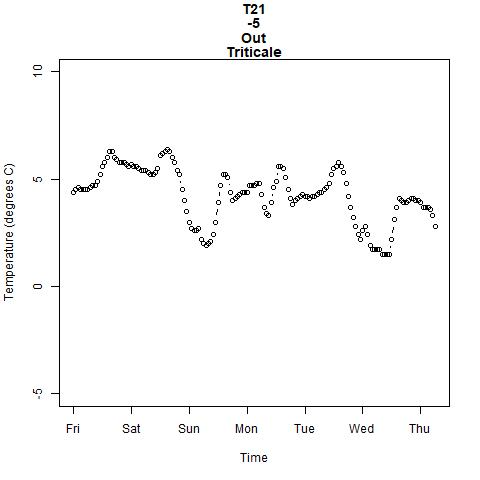 T21
-5
Out
Triticale
10
5
0
-5
Temperature (degrees C)
Fri Sat Sun Mon Tue Wed Thu
Time